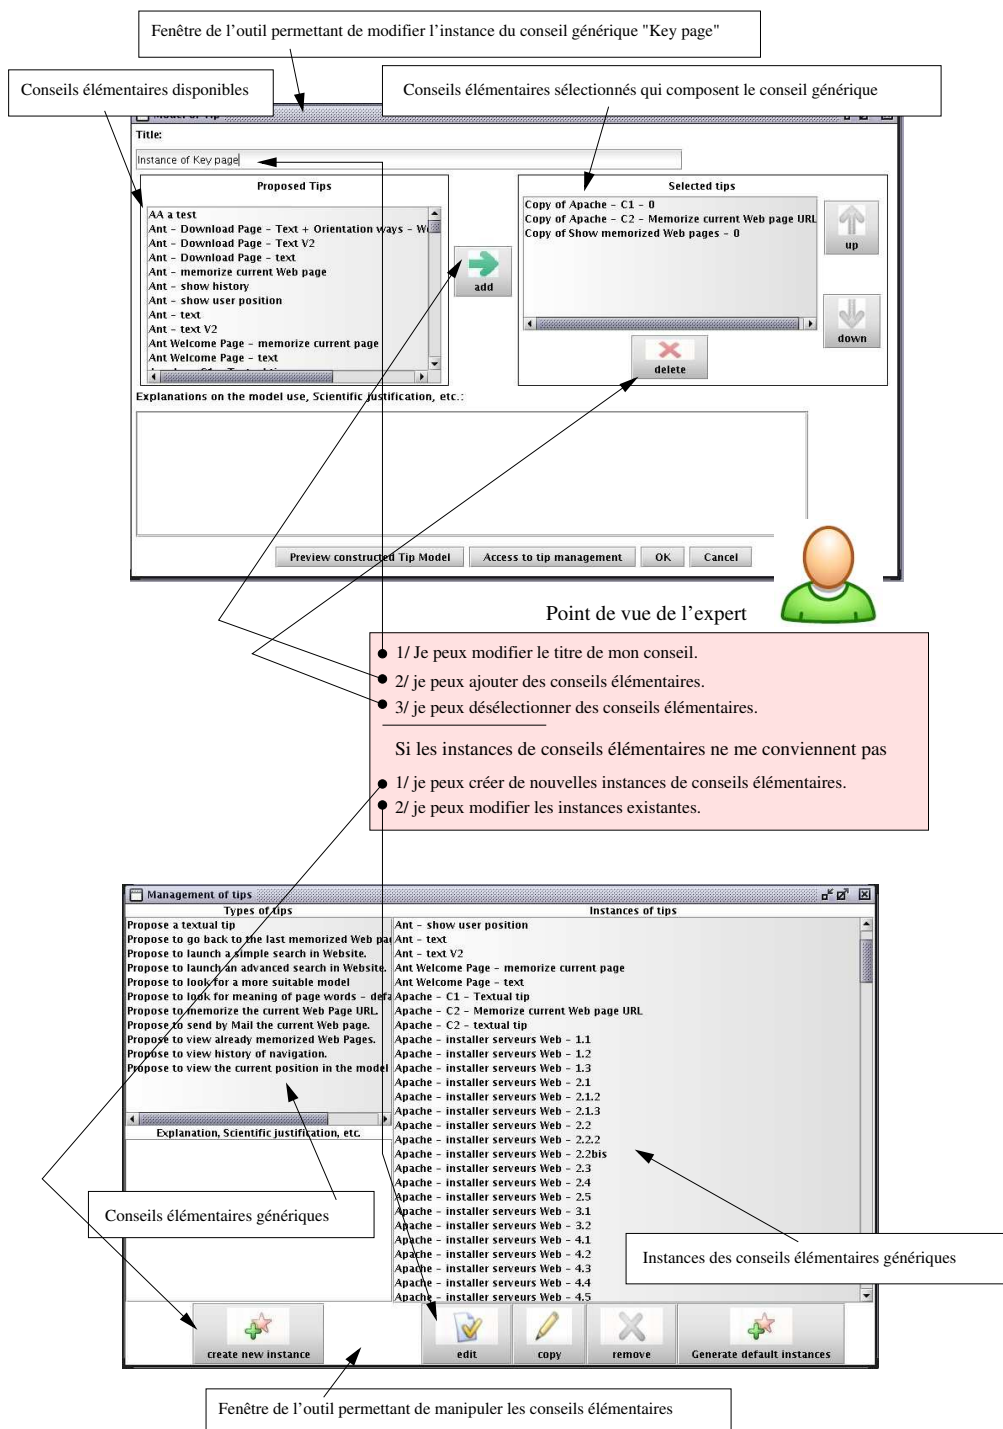 Fenêtre de l'outil permettant de modifier l'instance du conseil générique "Key page"
Conseils élémentaires disponibles
Conseils élémentaires sélectionnés qui composent le conseil générique
Title:
Instance of Key page
Proposed Tips
AA a test
Ant - Download Page - Text + Orientation ways - We
Ant - Download Page - Text V2
Ant - Download Page - text
Ant - memorize current Web page
Ant - show history
Ant - show user position
Ant - text
Ant - text V2
Ant Welcome Page - memorize current page
Ant Welcome Page - text
add
Selected tips
Copy of Apache - C1 - 0
Copy of Apache - C2 - Memorize current Web page URL
Copy of Show memorized Web pages - 0
up
down
delete
Explanations on the model use, Scientific justification, etc.:
Preview constructed Tip Model
Access to tip management
OK
Cancel
Point de vue de l'expert
1/ Je peux modifier le titre de mon conseil.
2/ je peux ajouter des conseils élémentaires.
3/ je peux désélectionner des conseils élémentaires.
Si les instances de conseils élémentaires ne me conviennent pas
1/ je peux créer de nouvelles instances de conseils élémentaires.
2/ je peux modifier les instances existantes.
Management of tips
Types of tips
Propose a textual tip
Propose to go back to the last memorized Web pag
Propose to launch a simple search in Website.
Propose to launch an advanced search in Website.
Propose to look for a more suitable model
Propose to look for meaning of page words - defa
Propose to memorize the current Web Page URL.
Propose to send by Mail the current Web page.
Propose to view already memorized Web Pages.
Propose to view history of navigation.
Propose to view the current position in the model
Explanation, Scientific justification, etc.
Instances of tips
Ant - show user position
Ant - text
Ant - text V2
Ant Welcome Page - memorize current page
Ant Welcome Page - text
Apache - C1 - Textual tip
Apache - C2 - Memorize current Web page URL
Apache - C2 - textual tip
Apache - installer serveurs Web - 1.1
Apache - installer serveurs Web - 1.2
Apache - installer serveurs Web - 1.3
Apache - installer serveurs Web - 2.1
Apache - installer serveurs Web - 2.1.2
Apache - installer serveurs Web - 2.1.3
Apache - installer serveurs Web - 2.2
Apache - installer serveurs Web - 2.2.2
Apache - installer serveurs Web - 2.2bis
Apache - installer serveurs Web - 2.3
Apache - installer serveurs Web - 2.4
Apache - installer serveurs Web - 2.5
Apache - installer serveurs Web - 3.1
Apache - installer serveurs Web - 3.2
Apache - installer serveurs Web - 4.1
Apache - installer serveurs Web - 4.2
Apache - installer serveurs Web - 4.3
Apache - installer serveurs Web - 4.4
Apache - installer serveurs Web - 4.5
Conseils élémentaires génériques
Instances des conseils élémentaires génériques
create new instance
edit
copy
remove
Generate default instances
Fenêtre de l'outil permettant de manipuler les conseils élémentaires